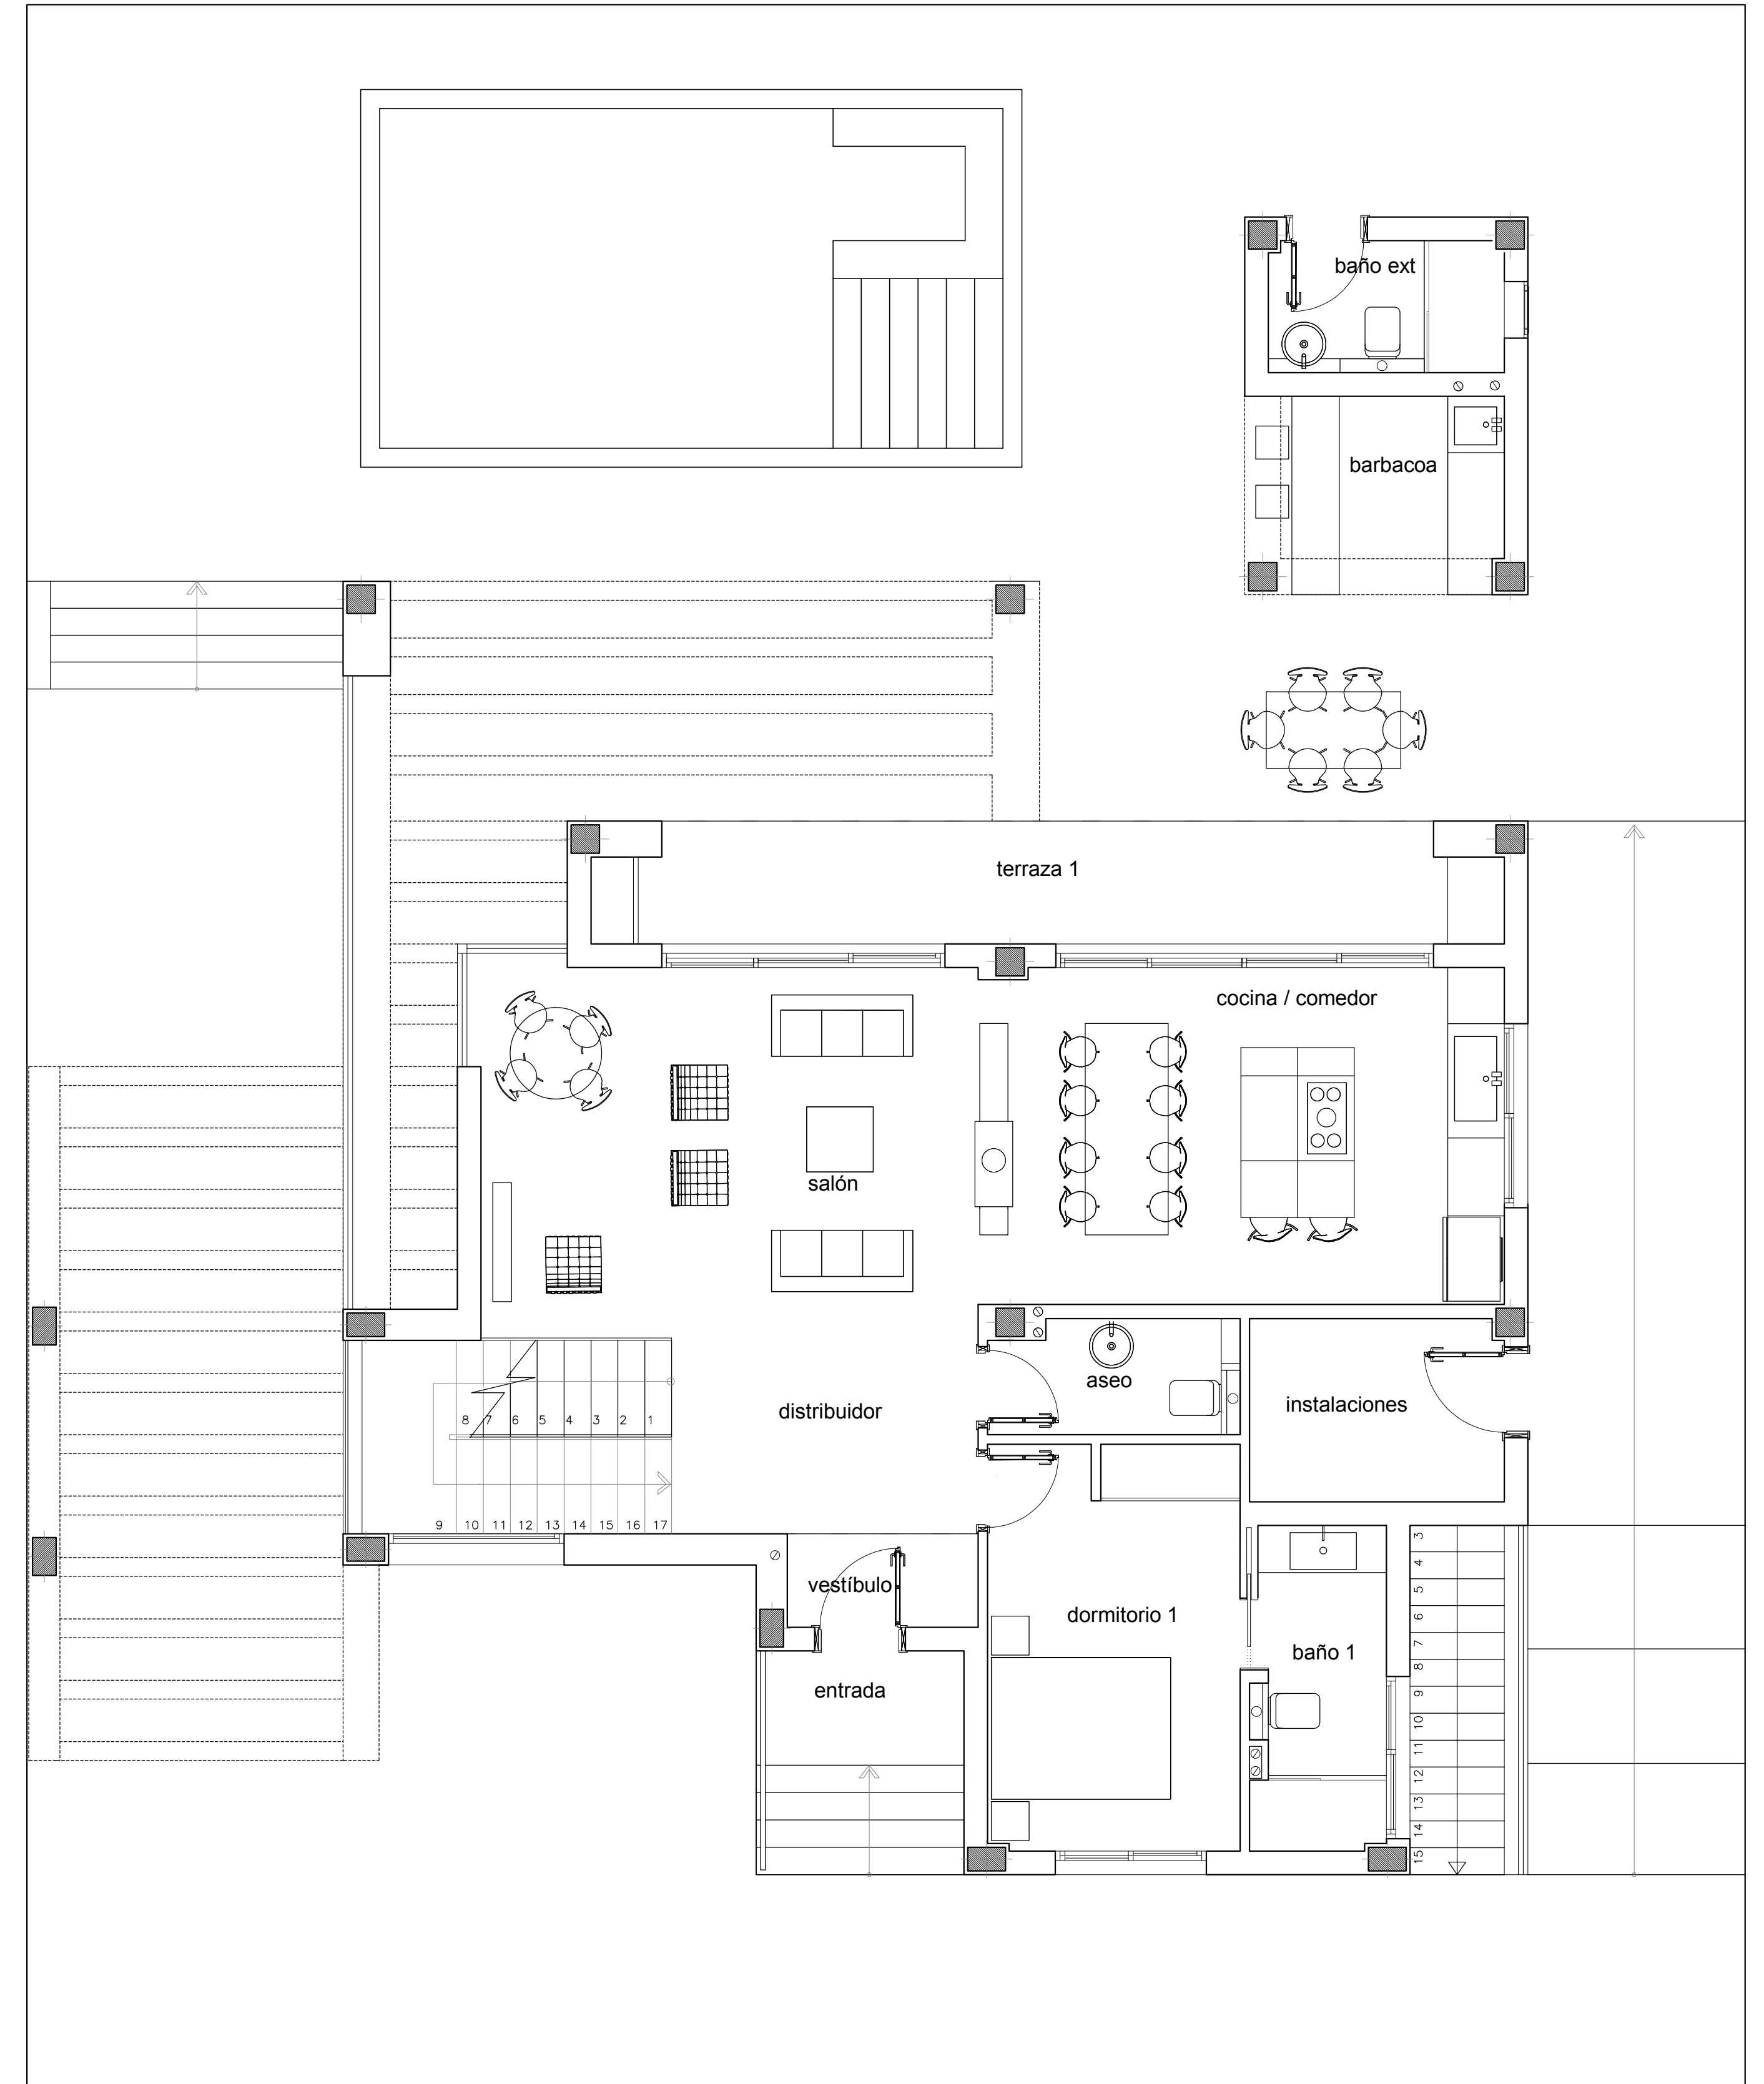 baño ext
barbacoa
terraza 1
cocina / comedor
salón
aseo
instalaciones
distribuidor
8 7 6 5 4 3 2 1
9 10 11 12 13 14 15 16 17
vestíbulo
dormitorio 1
baño 1
entrada
3
4
5
6
7
8
9
10
11
12
13
14
15